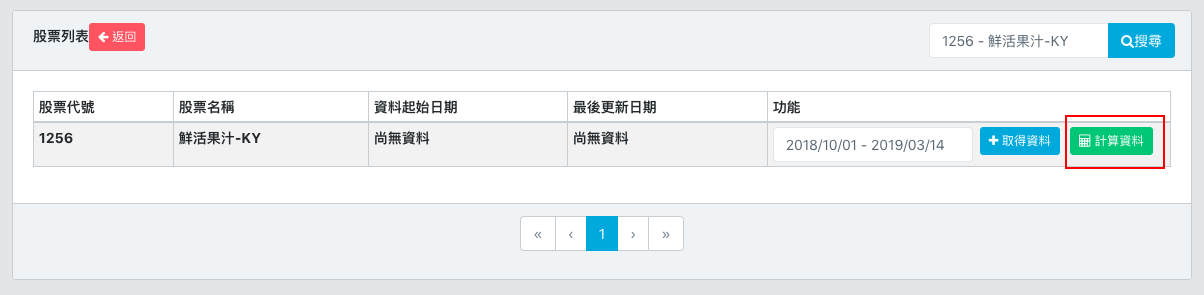 股票列表 返回 1256 - 鮮活果汁-KY 搜尋
股票代號 股票名稱 資料起始日期 最後更新日期 功能
1256 鮮活果汁-KY 尚無資料 尚無資料 2018/10/01 - 2019/03/14 取得資料 計算資料
« ‹ 1 › »